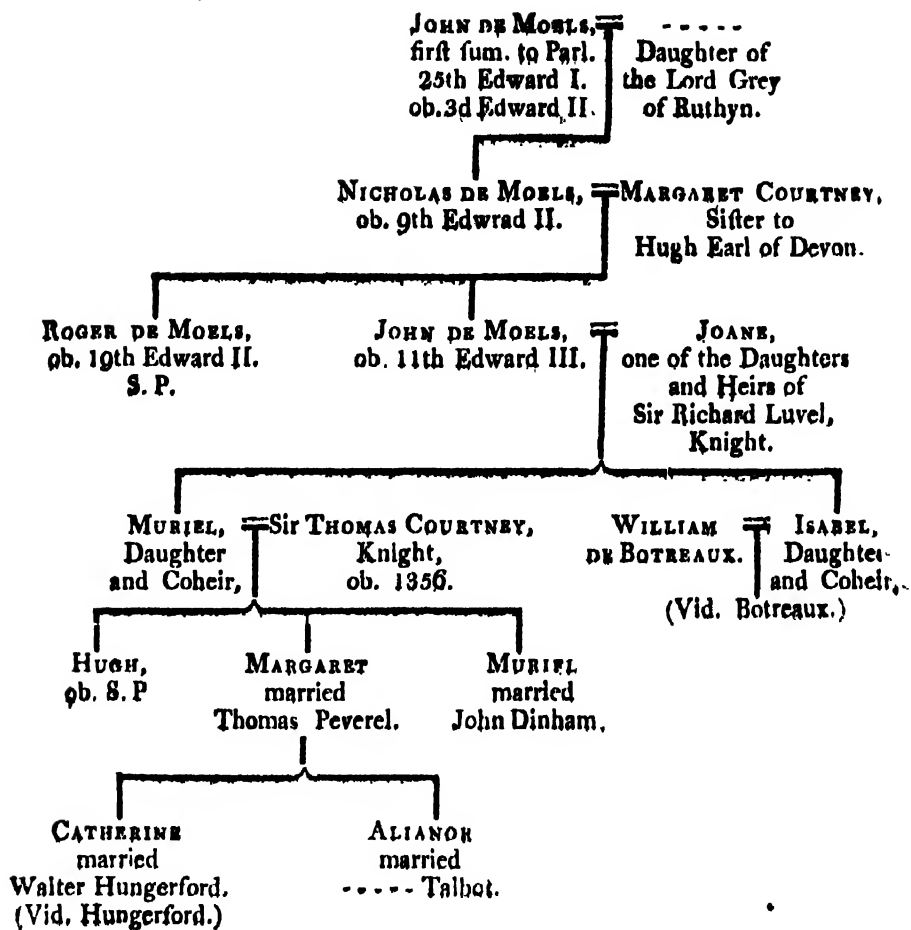 JOHN DE MOELS,
first sum. to Parl.
25th Edward I.
ob. 3d Edward II.
- - - - -
Daughter of
the Lord Grey
of Ruthyn.
NICHOLAS DE MOELS,
ob. 9th Edwrad II.
MARGARET COURTNEY,
Sister to
Hugh Earl of Devon.
ROGER DE MOELS,
ob. 19th Edward II.
S. P.
JOHN DE MOELS,
ob. 11th Edward III.
JOANE,
one of the Daughters
and Heirs of
Sir Richard Luvel,
Knight.
MURIEL,
Daughter
and Coheir,
Sir THOMAS COURTNEY,
Knight,
ob. 1356.
WILLIAM
DE BOTREAUX.
ISABEL,
Daughter
and Coheir,
(Vid. Botreaux.)
HUGH,
ob. S. P
MARGARET
married
Thomas Peverel.
MURIEL
married
John Dinham.
CATHERINE
married
Walter Hungerford.
(Vid. Hungerford.)
ALIANOR
married
- - - - - Talbot.